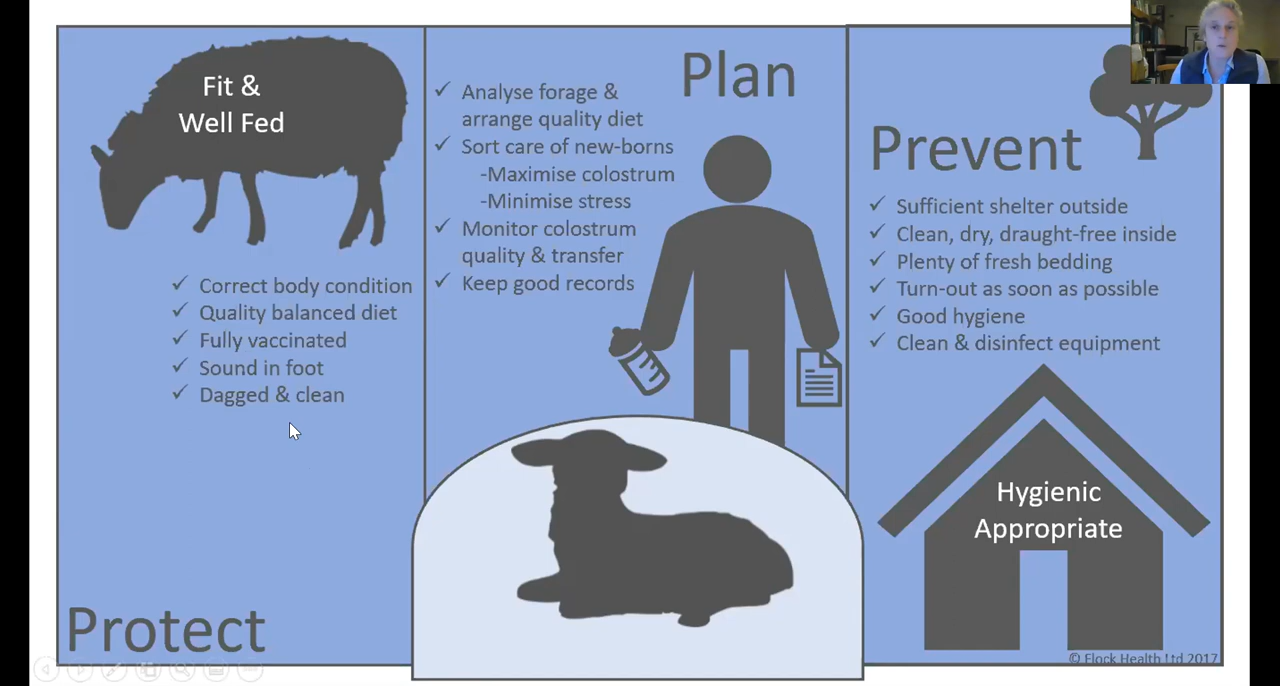 Fit &
Well Fed
✓ Correct body condition
✓ Quality balanced diet
✓ Fully vaccinated
✓ Sound in foot
✓ Dagged & clean
Protect
Plan
✓ Analyse forage &
arrange quality diet
✓ Sort care of new-borns
-Maximise colostrum
-Minimise stress
✓ Monitor colostrum
quality & transfer
✓ Keep good records
Prevent
✓ Sufficient shelter outside
✓ Clean, dry, draught-free inside
✓ Plenty of fresh bedding
✓ Turn-out as soon as possible
✓ Good hygiene
✓ Clean & disinfect equipment
Hygienic
Appropriate
© Flock Health Ltd 2017